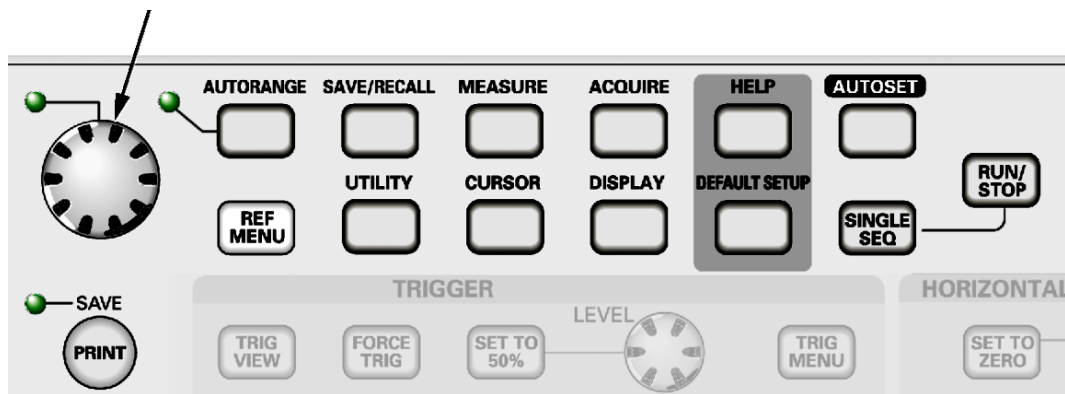 AUTORANGE SAVE/RECALL MEASURE ACQUIRE HELP AUTOSET
UTILITY CURSOR DISPLAY DEFAULT SETUP
REF
MENU
SINGLE
SEQ
RUN/
STOP
SAVE
PRINT
TRIGGER
LEVEL
TRIG
VIEW
FORCE
TRIG
SET TO
50%
TRIG
MENU
HORIZONTAL
SET TO
ZERO